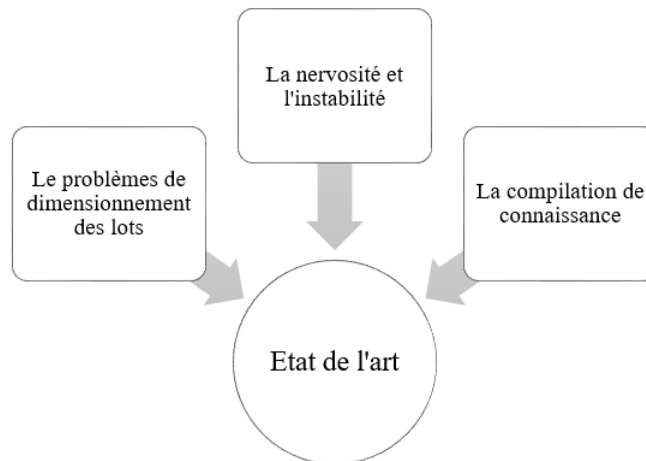 La nervosité et
l'instabilité
Le problèmes de
dimensionnement
des lots
La compilation de
connaissance
Etat de l'art